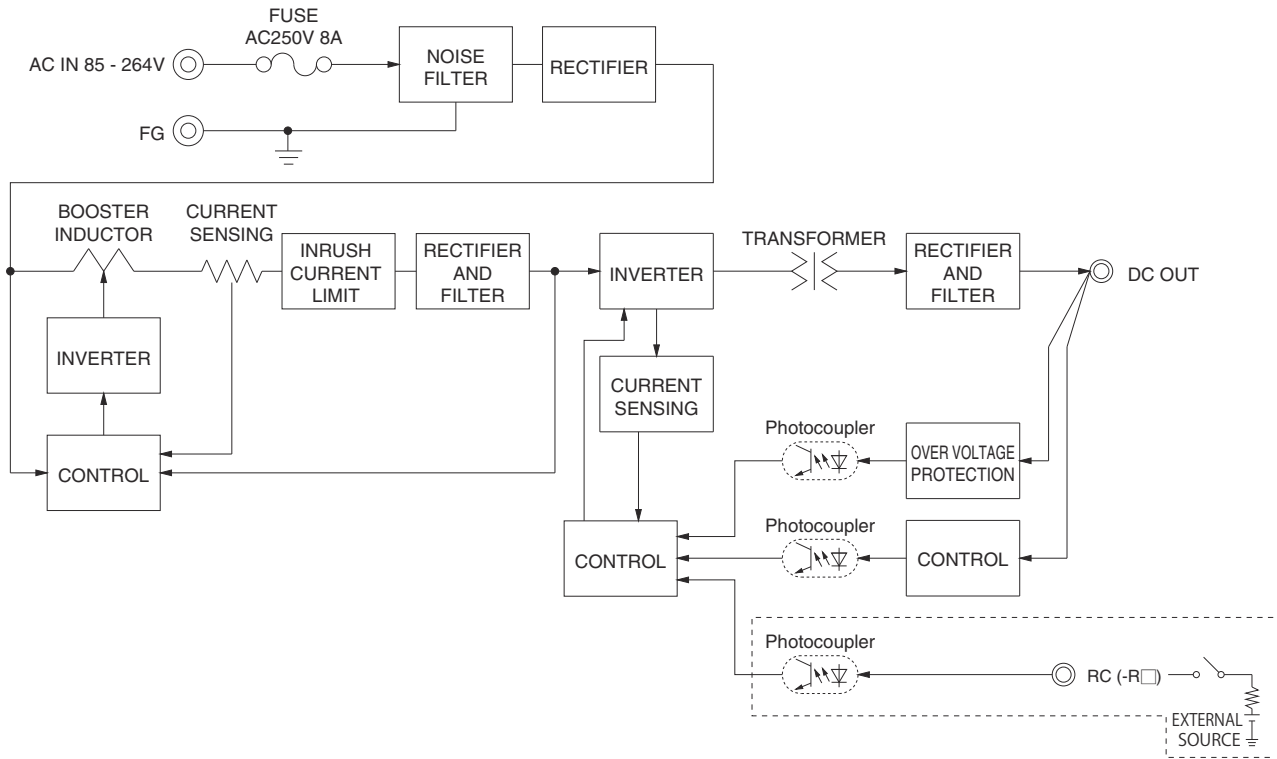 FUSE
AC250V 8A
AC IN 85 - 264V
NOISE
FILTER
RECTIFIER
FG
BOOSTER
INDUCTOR
CURRENT
SENSING
INRUSH
CURRENT
LIMIT
RECTIFIER
AND
FILTER
INVERTER
TRANSFORMER
RECTIFIER
AND
FILTER
DC OUT
INVERTER
CURRENT
SENSING
CONTROL
Photocoupler
OVER VOLTAGE
PROTECTION
Photocoupler
CONTROL
CONTROL
Photocoupler
RC (-R□)
EXTERNAL
SOURCE